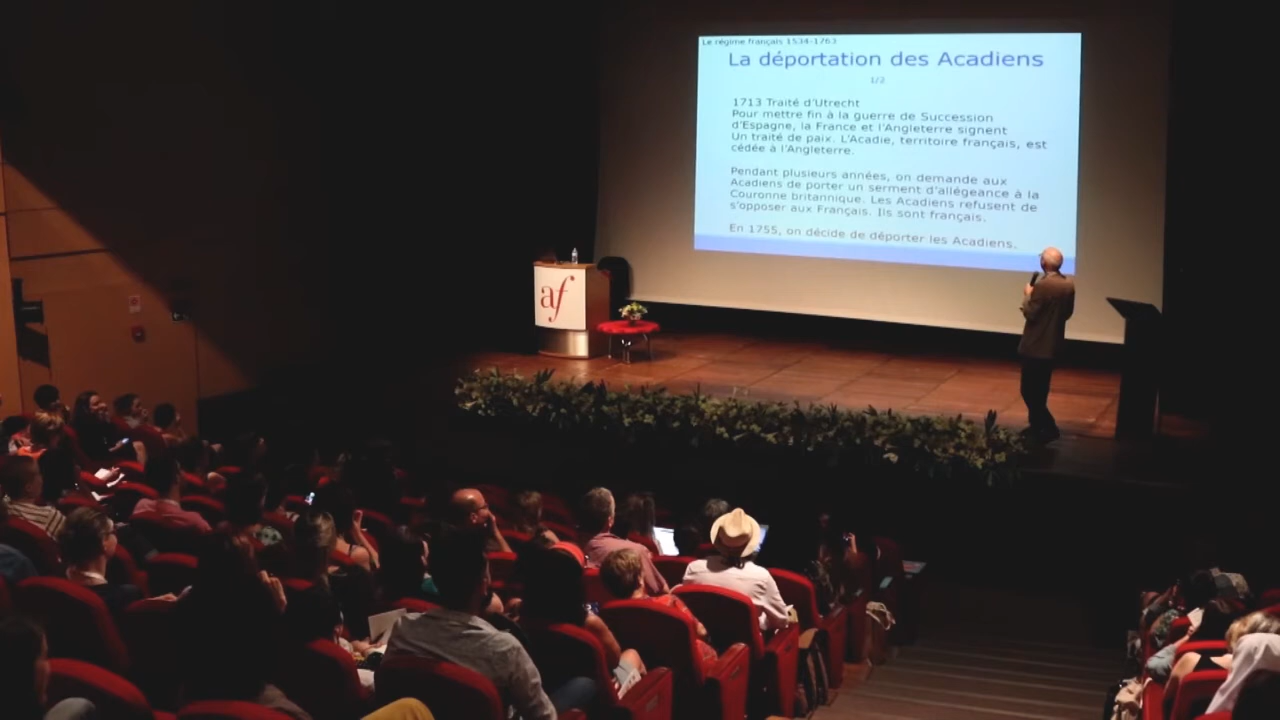 Le régime français 1534-1763
La déportation des Acadiens
1/2
1713 Traité d'Utrecht
Pour mettre fin à la guerre de Succession
d'Espagne, la France et l'Angleterre signent
Un traité de paix. L'Acadie, territoire français, est
cédée à l'Angleterre.
Pendant plusieurs années, on demande aux
Acadiens de porter un serment d'allégeance à la
Couronne britannique. Les Acadiens refusent de
s'opposer aux Français. Ils sont français.
En 1755, on décide de déporter les Acadiens.
af